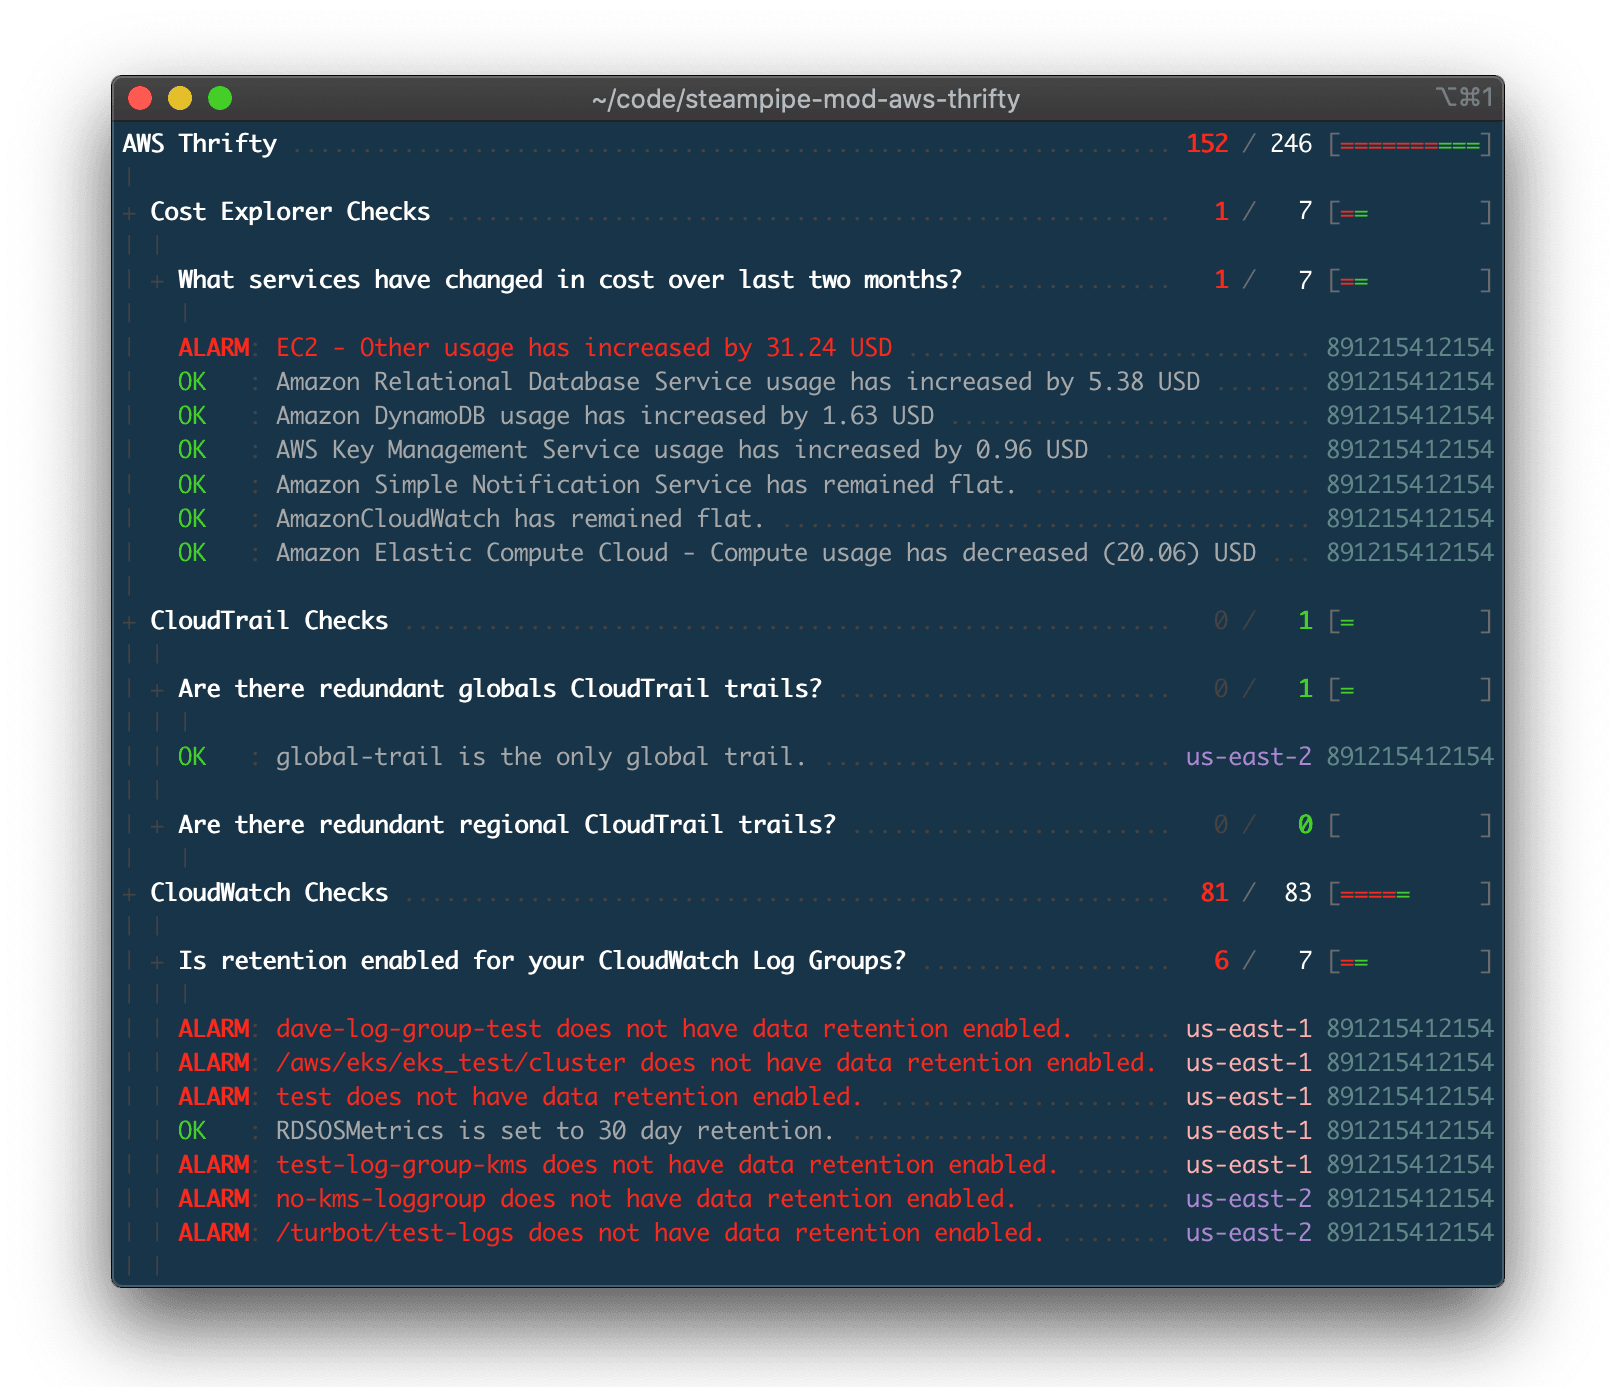 ~/code/steampipe-mod-aws-thrifty ⌥⌘1
AWS Thrifty ............................................................... 152 / 246 [==========]
|
+ Cost Explorer Checks .................................................... 1 / 7 [== ]
| |
| + What services have changed in cost over last two months? .............. 1 / 7 [== ]
| |
| ALARM: EC2 - Other usage has increased by 31.24 USD ............................. 891215412154
| OK : Amazon Relational Database Service usage has increased by 5.38 USD ....... 891215412154
| OK : Amazon DynamoDB usage has increased by 1.63 USD .......................... 891215412154
| OK : AWS Key Management Service usage has increased by 0.96 USD ............... 891215412154
| OK : Amazon Simple Notification Service has remained flat. .................... 891215412154
| OK : AmazonCloudWatch has remained flat. ...................................... 891215412154
| OK : Amazon Elastic Compute Cloud - Compute usage has decreased (20.06) USD ... 891215412154
|
+ CloudTrail Checks ....................................................... 0 / 1 [= ]
| |
| + Are there redundant globals CloudTrail trails? ........................ 0 / 1 [= ]
| | |
| | OK : global-trail is the only global trail. ......................... us-east-2 891215412154
| |
| + Are there redundant regional CloudTrail trails? ....................... 0 / 0 [ ]
| |
+ CloudWatch Checks ....................................................... 81 / 83 [===== ]
| |
| + Is retention enabled for your CloudWatch Log Groups? .................. 6 / 7 [== ]
| | |
| | ALARM: dave-log-group-test does not have data retention enabled. ...... us-east-1 891215412154
| | ALARM: /aws/eks/eks_test/cluster does not have data retention enabled. us-east-1 891215412154
| | ALARM: test does not have data retention enabled. ..................... us-east-1 891215412154
| | OK : RDSOSMetrics is set to 30 day retention. ....................... us-east-1 891215412154
| | ALARM: test-log-group-kms does not have data retention enabled. ....... us-east-1 891215412154
| | ALARM: no-kms-loggroup does not have data retention enabled. .......... us-east-2 891215412154
| | ALARM: /turbot/test-logs does not have data retention enabled. ........ us-east-2 891215412154
| |